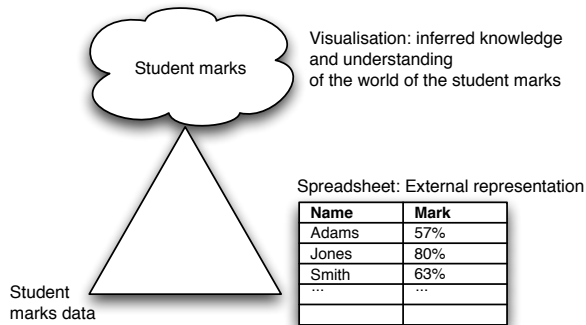 Student marks
Visualisation: inferred knowledge
and understanding
of the world of the student marks
Spreadsheet: External representation
Name Mark
Adams 57%
Jones 80%
Smith 63%
... ...
Student
marks data